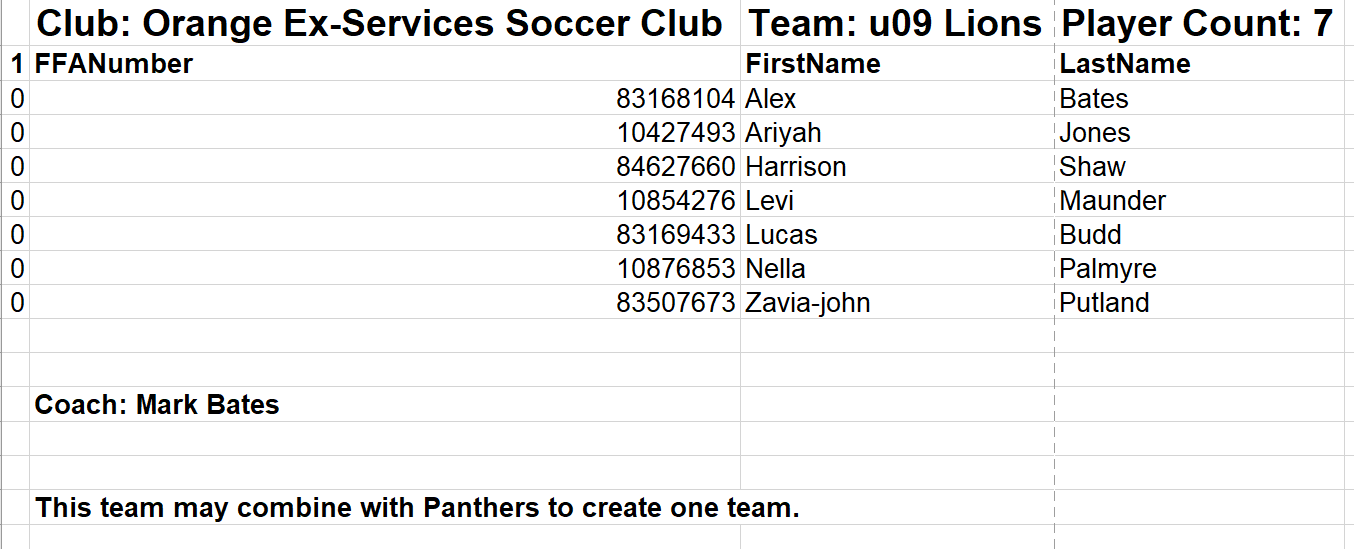 Club: Orange Ex-Services Soccer Club Team: u09 Lions Player Count: 7
1 FFANumber FirstName LastName
0 83168104 Alex Bates
0 10427493 Ariyah Jones
0 84627660 Harrison Shaw
0 10854276 Levi Maunder
0 83169433 Lucas Budd
0 10876853 Nella Palmyre
0 83507673 Zavia-john Putland
Coach: Mark Bates
This team may combine with Panthers to create one team.